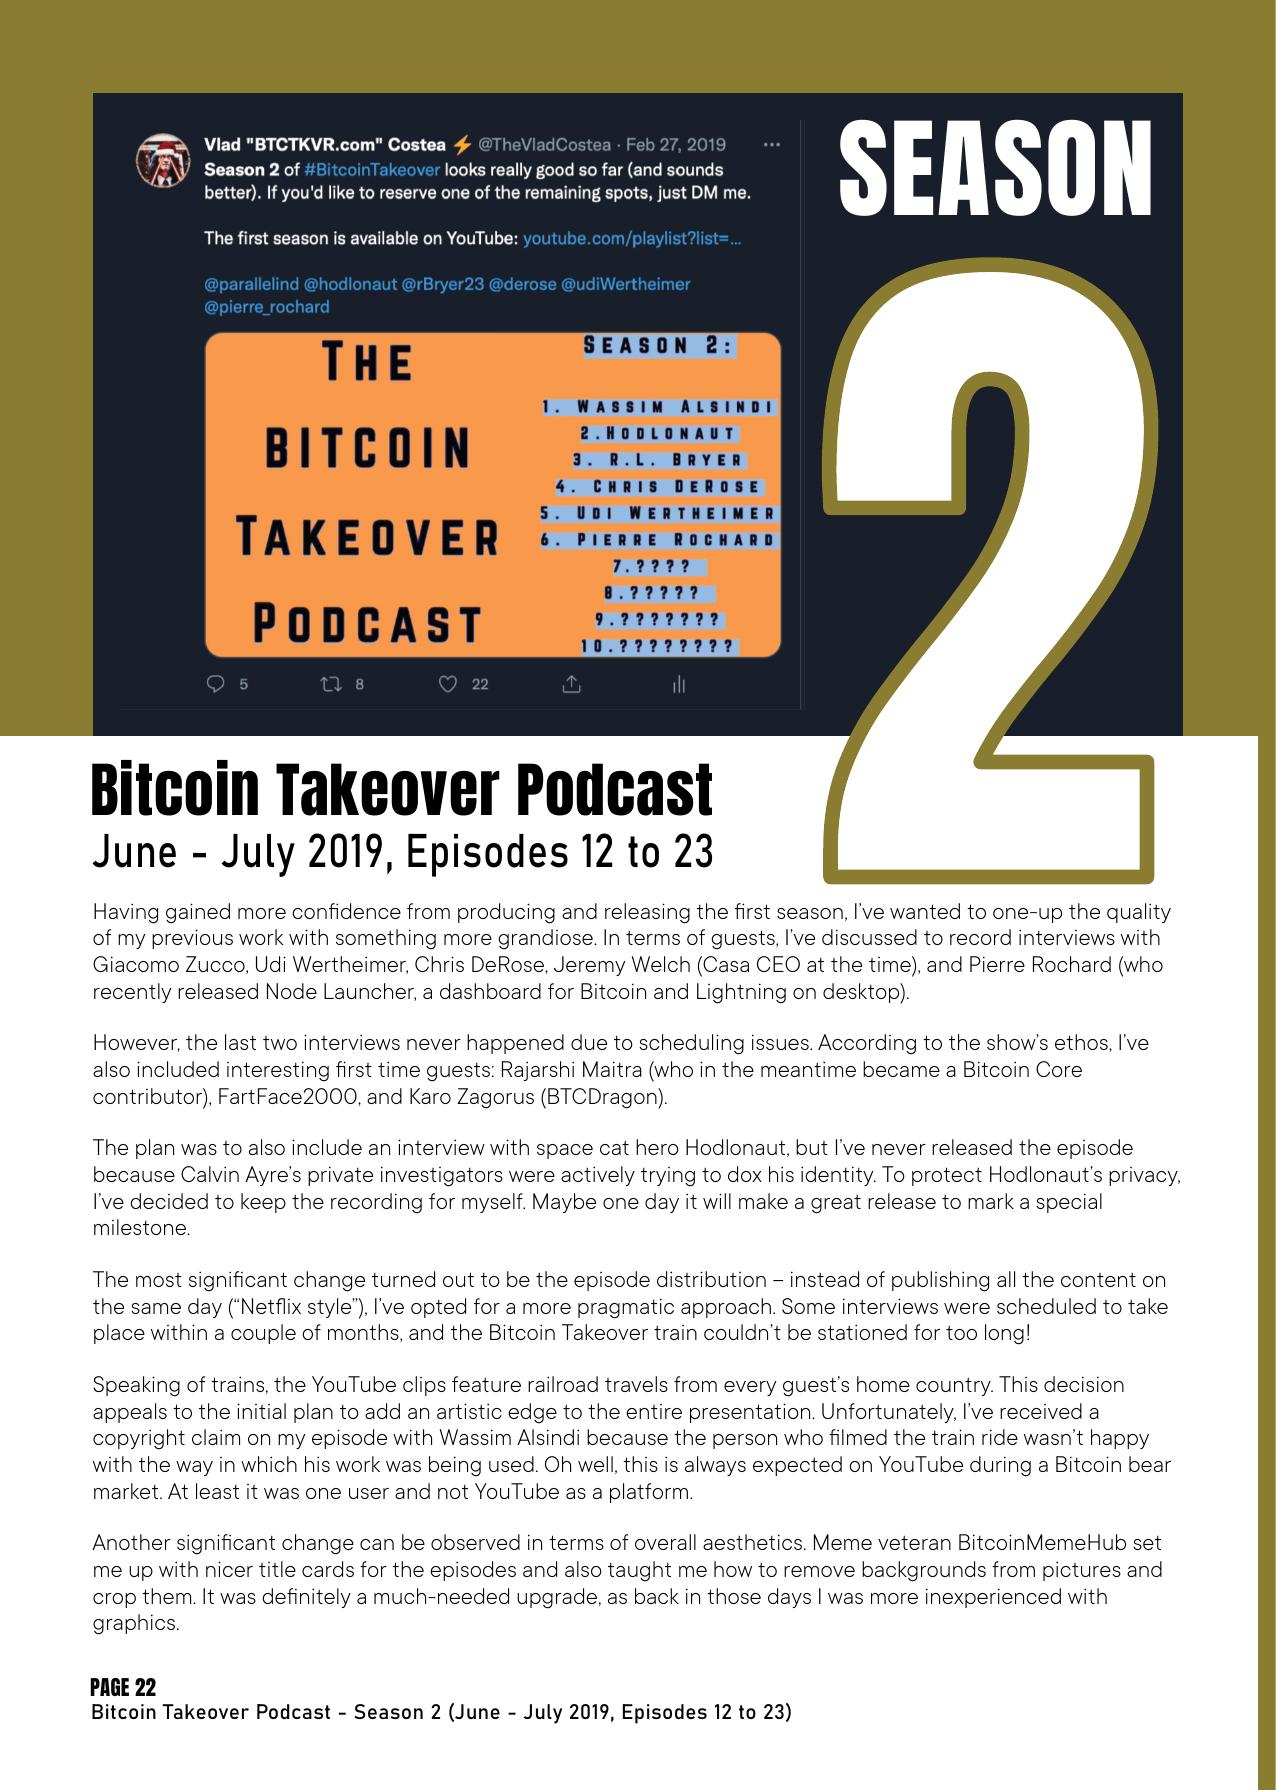 Vlad "BTCTKVR.com" Costea ⚡ @TheVladCostea · Feb 27, 2019
Season 2 of #BitcoinTakeover looks really good so far (and sounds
better). If you'd like to reserve one of the remaining spots, just DM me.
The first season is available on YouTube: youtube.com/playlist?list=...
@parallelind @hodlonaut @rBryer23 @derose @udiWertheimer
@pierre_rochard
THE
BITCOIN
TAKEOVER
PODCAST
SEASON 2:
1. WASSIM ALSINDI
2.HODLONAUT
3. R.L. BRYER
4. CHRIS DEROSE
5. UDI WERTHEIMER
6. PIERRE ROCHARD
7.????
8.?????
9.???????
10.????????
5 8 22
SEASON
2
Bitcoin Takeover Podcast
June - July 2019, Episodes 12 to 23
Having gained more confidence from producing and releasing the first season, I've wanted to one-up the quality
of my previous work with something more grandiose. In terms of guests, I've discussed to record interviews with
Giacomo Zucco, Udi Wertheimer, Chris DeRose, Jeremy Welch (Casa CEO at the time), and Pierre Rochard (who
recently released Node Launcher, a dashboard for Bitcoin and Lightning on desktop).
However, the last two interviews never happened due to scheduling issues. According to the show's ethos, I've
also included interesting first time guests: Rajarshi Maitra (who in the meantime became a Bitcoin Core
contributor), FartFace2000, and Karo Zagorus (BTCDragon).
The plan was to also include an interview with space cat hero Hodlonaut, but I've never released the episode
because Calvin Ayre's private investigators were actively trying to dox his identity. To protect Hodlonaut's privacy,
I've decided to keep the recording for myself. Maybe one day it will make a great release to mark a special
milestone.
The most significant change turned out to be the episode distribution – instead of publishing all the content on
the same day (“Netflix style”), I've opted for a more pragmatic approach. Some interviews were scheduled to take
place within a couple of months, and the Bitcoin Takeover train couldn't be stationed for too long!
Speaking of trains, the YouTube clips feature railroad travels from every guest's home country. This decision
appeals to the initial plan to add an artistic edge to the entire presentation. Unfortunately, I've received a
copyright claim on my episode with Wassim Alsindi because the person who filmed the train ride wasn't happy
with the way in which his work was being used. Oh well, this is always expected on YouTube during a Bitcoin bear
market. At least it was one user and not YouTube as a platform.
Another significant change can be observed in terms of overall aesthetics. Meme veteran BitcoinMemeHub set
me up with nicer title cards for the episodes and also taught me how to remove backgrounds from pictures and
crop them. It was definitely a much-needed upgrade, as back in those days I was more inexperienced with
graphics.
PAGE 22
Bitcoin Takeover Podcast - Season 2 (June - July 2019, Episodes 12 to 23)